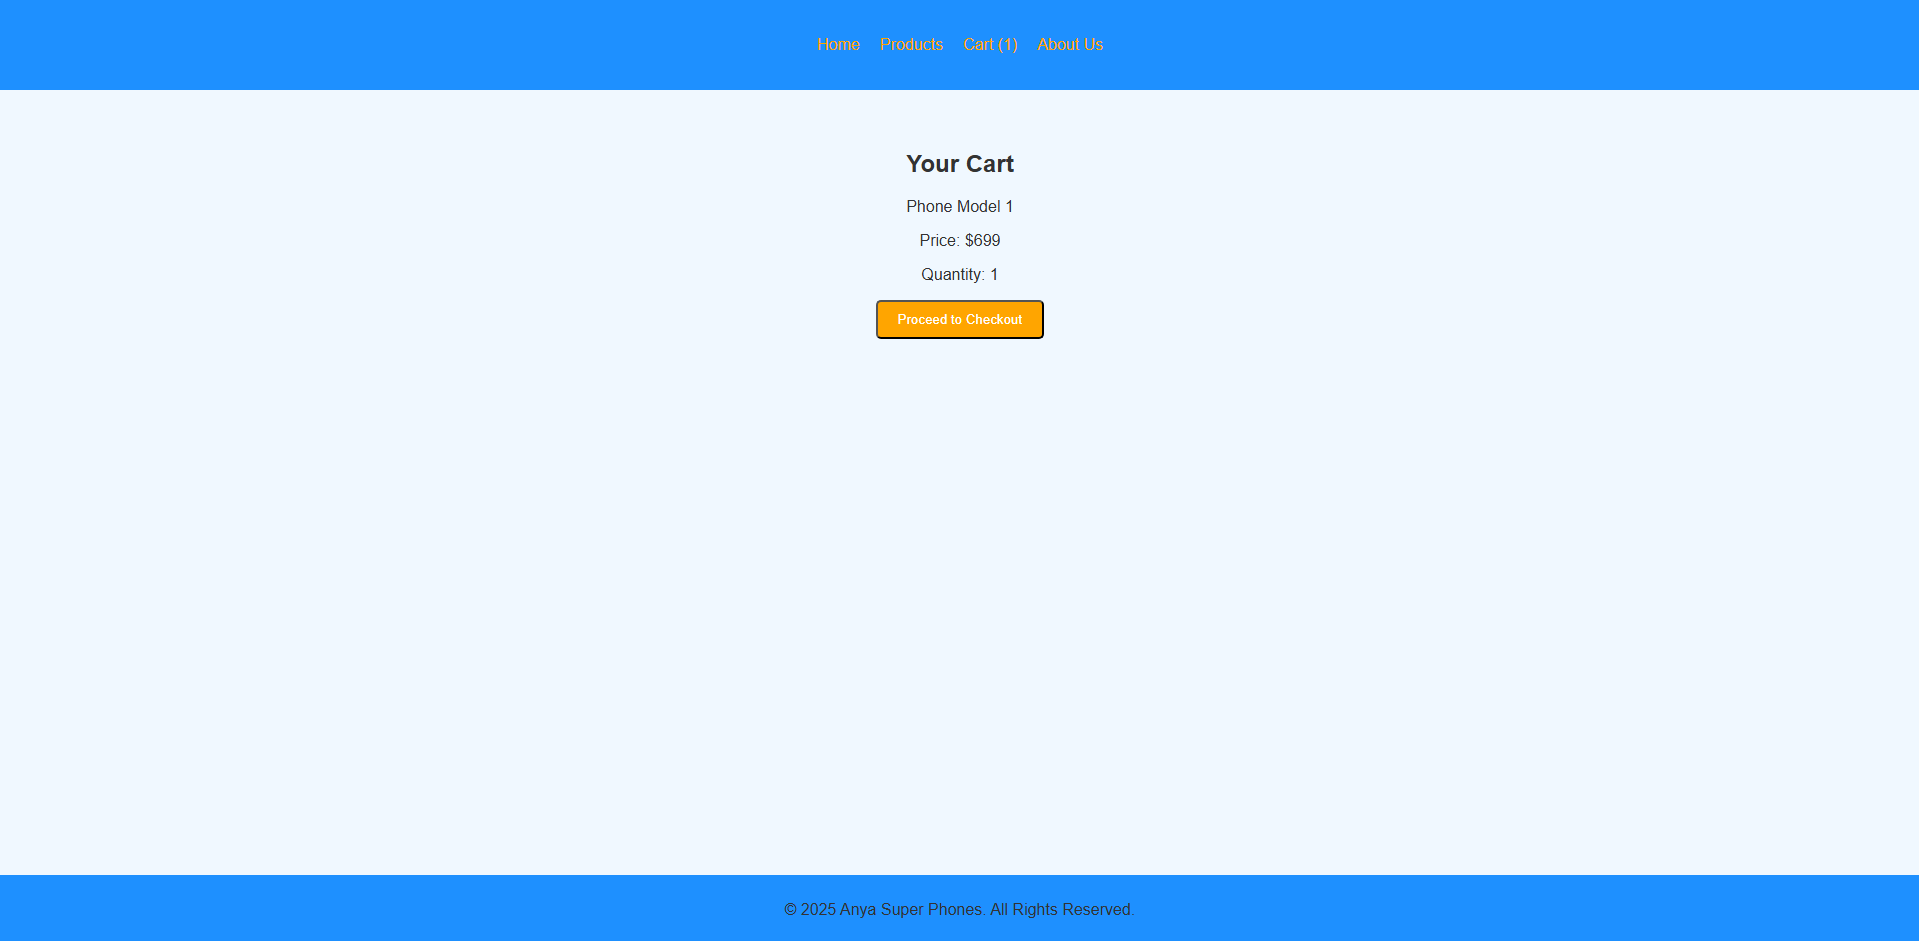 Home Products Cart (1) About Us
Your Cart
Phone Model 1
Price: $699
Quantity: 1
Proceed to Checkout
© 2025 Anya Super Phones. All Rights Reserved.